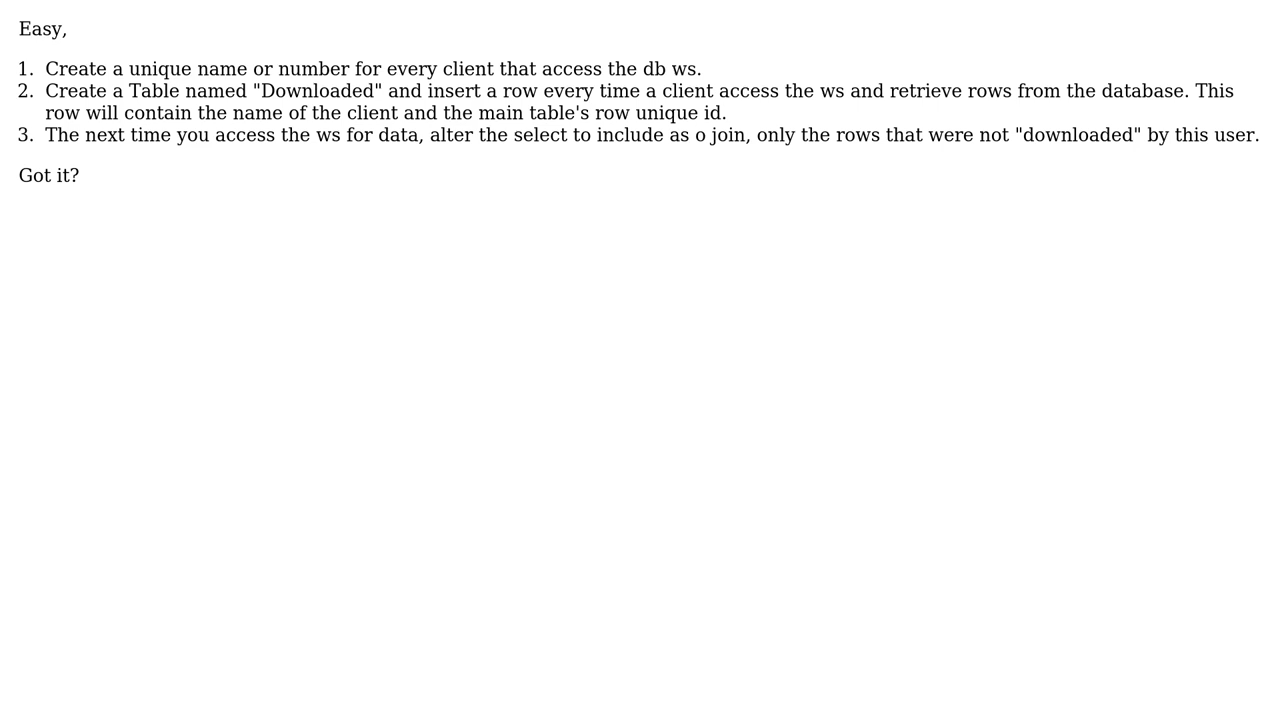 Easy,
1. Create a unique name or number for every client that access the db ws.
2. Create a Table named "Downloaded" and insert a row every time a client access the ws and retrieve rows from the database. This
row will contain the name of the client and the main table's row unique id.
3. The next time you access the ws for data, alter the select to include as o join, only the rows that were not "downloaded" by this user.
Got it?